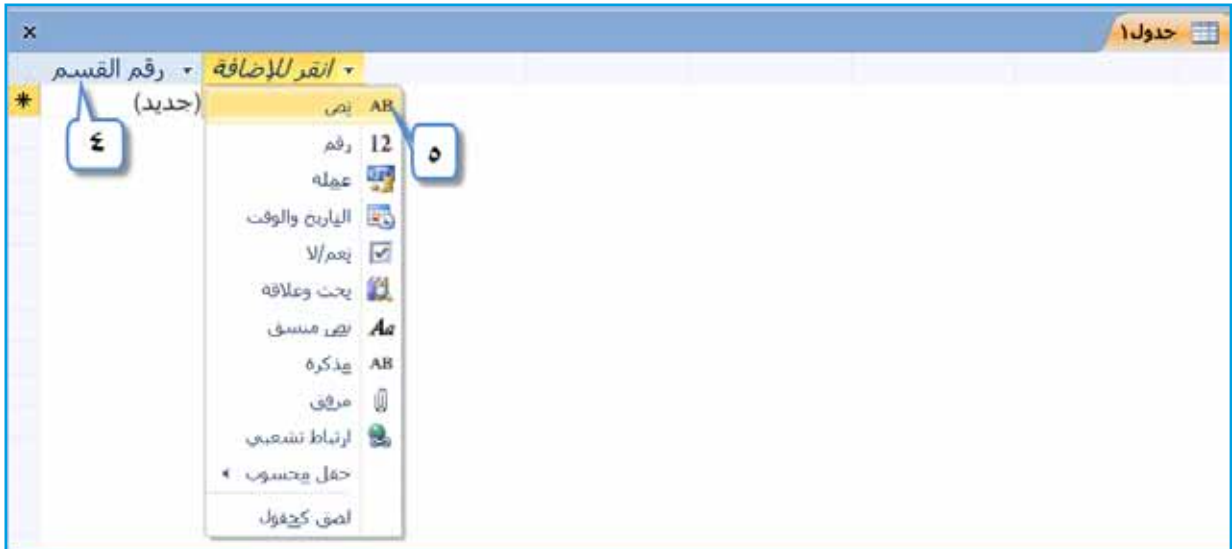 جدول١
رقم القسم انقر للإضافة
(جديد)
٤
٥
AB نص
12 رقم
عملة
التاريخ والوقت
نعم/لا
بحث وعلاقة
Aa نص منسق
AB مذكرة
مرفق
ارتباط تشعبي
حقل محسوب
لصق كحقول